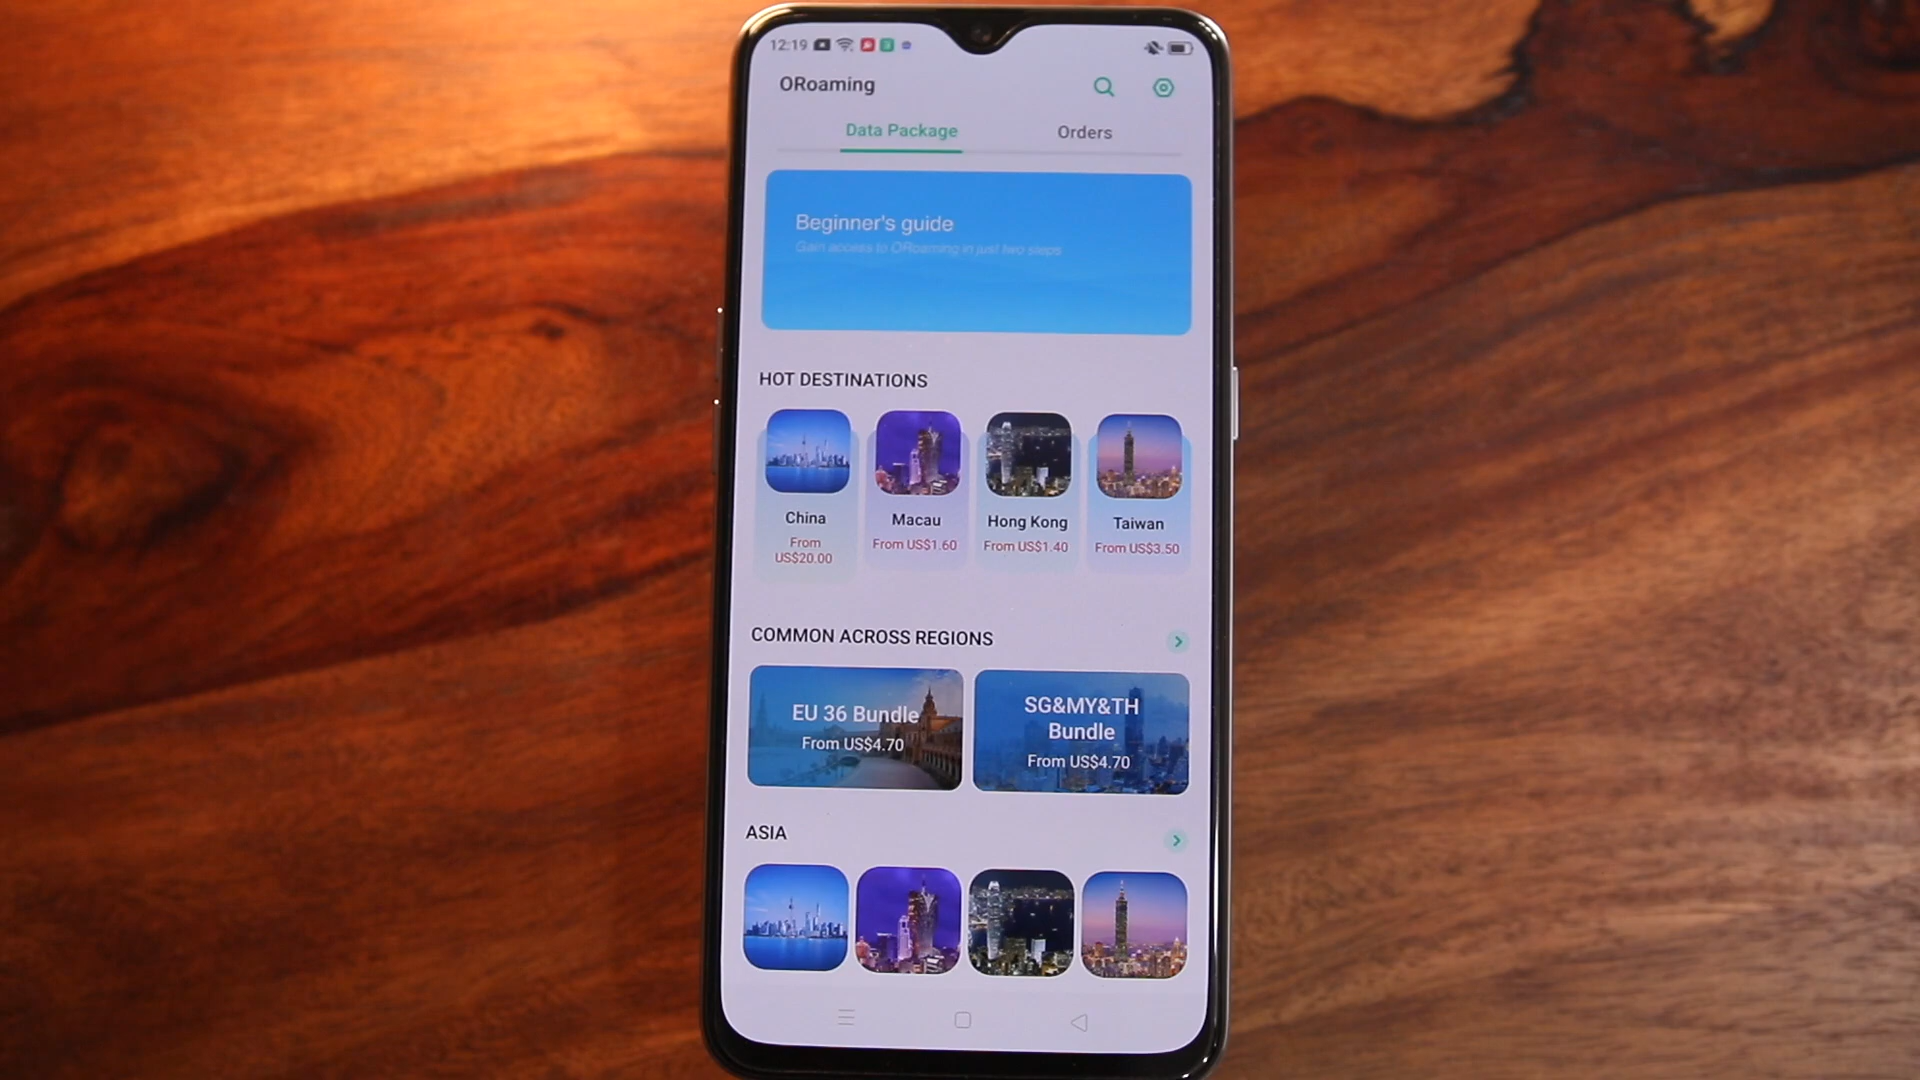 12:19
ORoaming
Data Package Orders
Beginner's guide
Gain access to ORoaming in just two steps
HOT DESTINATIONS
China Macau Hong Kong Taiwan
From US$20.00 From US$1.60 From US$1.40 From US$3.50
COMMON ACROSS REGIONS
EU 36 Bundle
From US$4.70
SG&MY&TH
Bundle
From US$4.70
ASIA